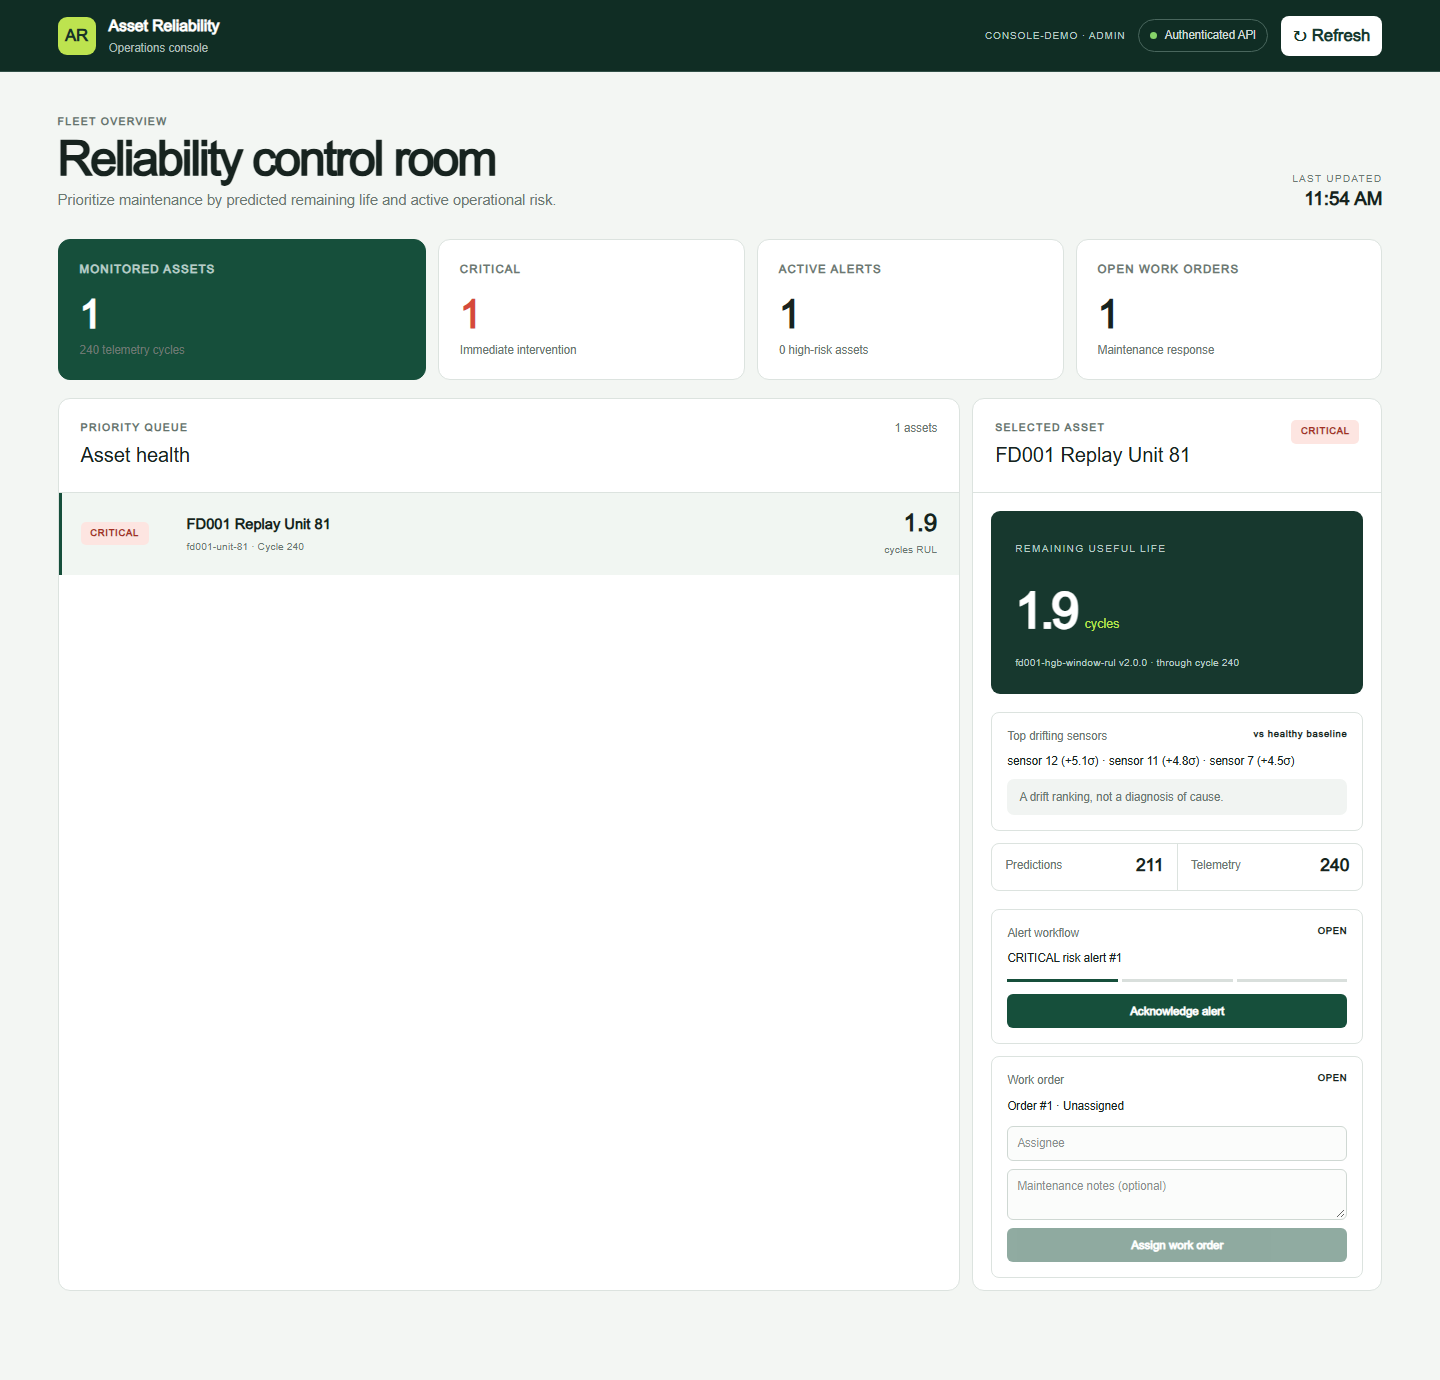 AR
Asset Reliability
Operations console
CONSOLE-DEMO · ADMIN
Authenticated API
↻ Refresh
FLEET OVERVIEW
Reliability control room
Prioritize maintenance by predicted remaining life and active operational risk.
LAST UPDATED
11:54 AM
MONITORED ASSETS
1
240 telemetry cycles
CRITICAL
1
Immediate intervention
ACTIVE ALERTS
1
0 high-risk assets
OPEN WORK ORDERS
1
Maintenance response
PRIORITY QUEUE
1 assets
Asset health
CRITICAL
FD001 Replay Unit 81
fd001-unit-81 · Cycle 240
1.9
cycles RUL
SELECTED ASSET
CRITICAL
FD001 Replay Unit 81
REMAINING USEFUL LIFE
1.9 cycles
fd001-hgb-window-rul v2.0.0 · through cycle 240
Top drifting sensors
vs healthy baseline
sensor 12 (+5.1σ) · sensor 11 (+4.8σ) · sensor 7 (+4.5σ)
A drift ranking, not a diagnosis of cause.
Predictions 211
Telemetry 240
Alert workflow
OPEN
CRITICAL risk alert #1
Acknowledge alert
Work order
OPEN
Order #1 · Unassigned
Assignee
Maintenance notes (optional)
Assign work order